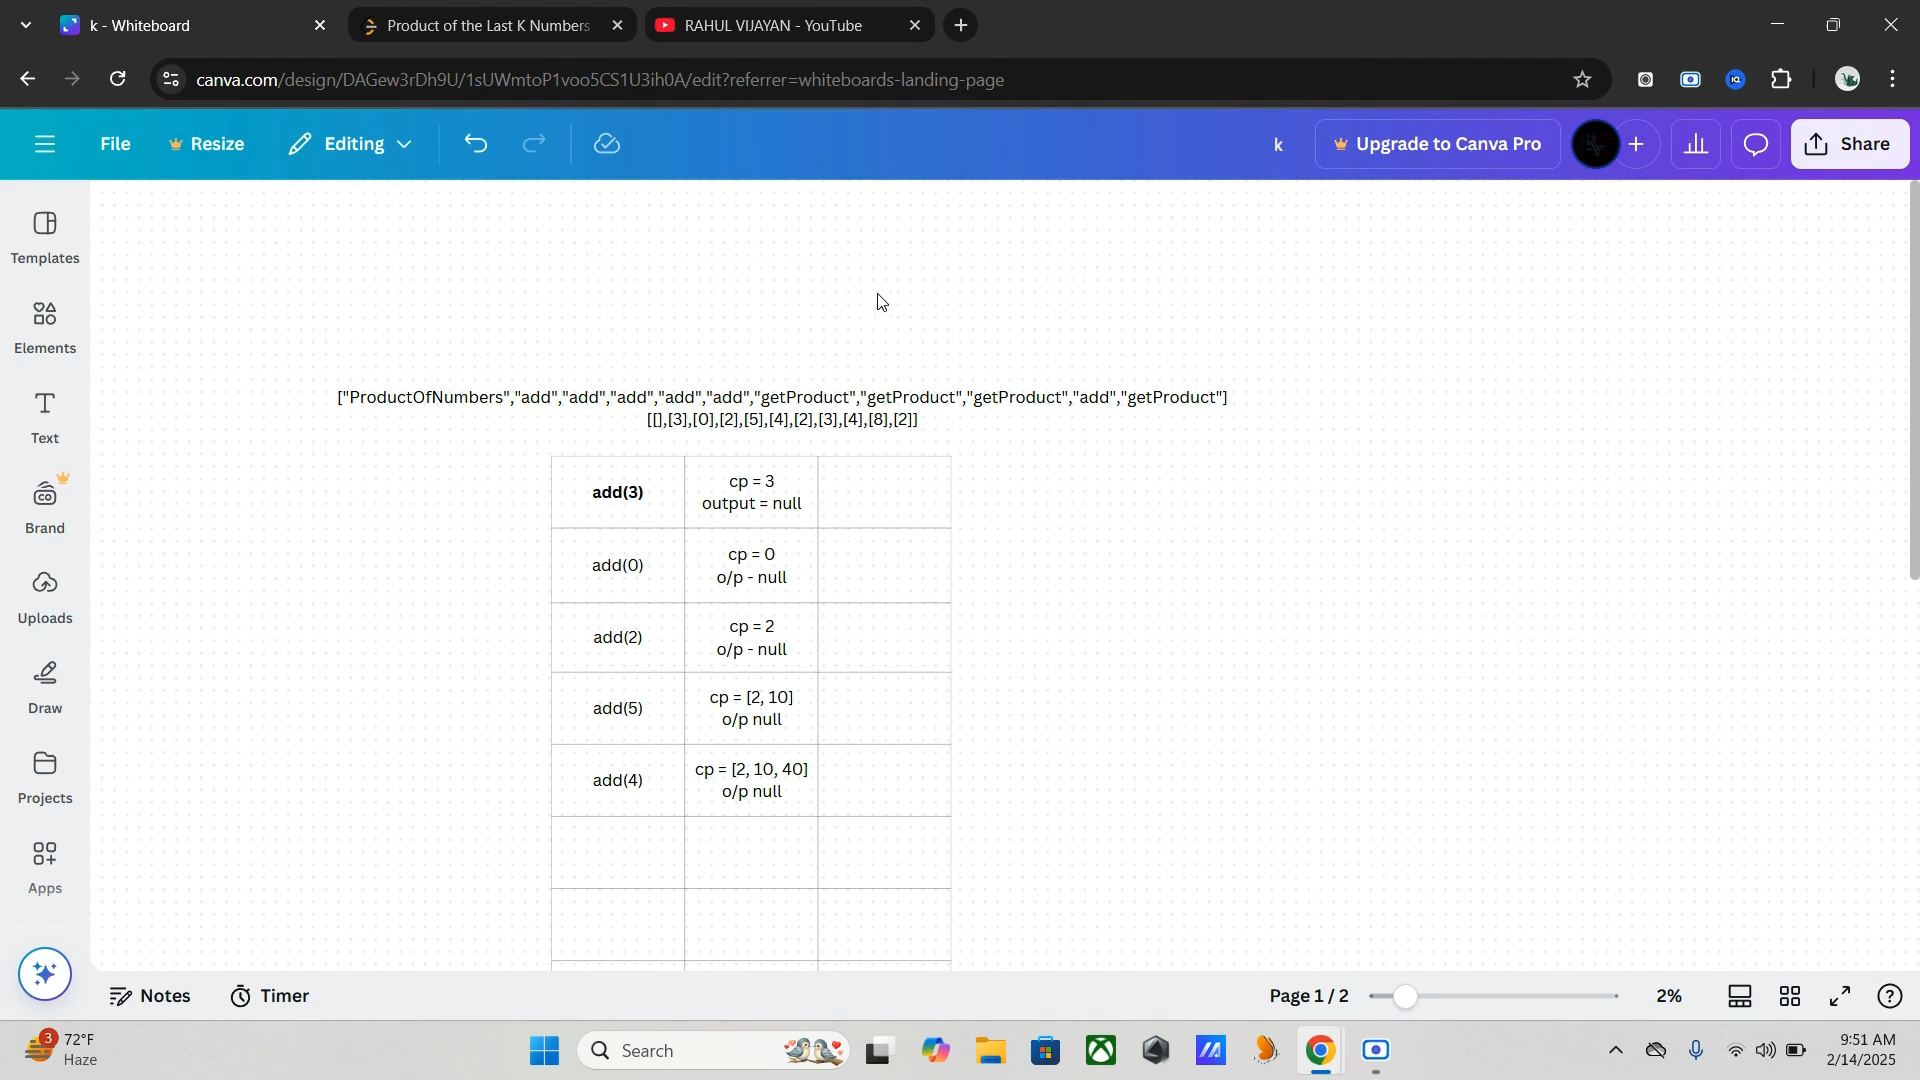 k - Whiteboard
Product of the Last K Numbers
RAHUL VIJAYAN - YouTube
canva.com/design/DAGew3rDh9U/1sUWmtoP1voo5CS1U3ih0A/edit?referrer=whiteboards-landing-page
File
Resize
Editing
k
Upgrade to Canva Pro
Share
Templates
Elements
Text
Brand
Uploads
Draw
Projects
Apps
["ProductOfNumbers","add","add","add","add","add","getProduct","getProduct","getProduct","add","getProduct"]
[[],[3],[0],[2],[5],[4],[2],[3],[4],[8],[2]]
add(3)
cp = 3
output = null
add(0)
cp = 0
o/p - null
add(2)
cp = 2
o/p - null
add(5)
cp = [2, 10]
o/p null
add(4)
cp = [2, 10, 40]
o/p null
Notes
Timer
Page 1 / 2
2%
3
72°F
Haze
Search
9:51 AM
2/14/2025